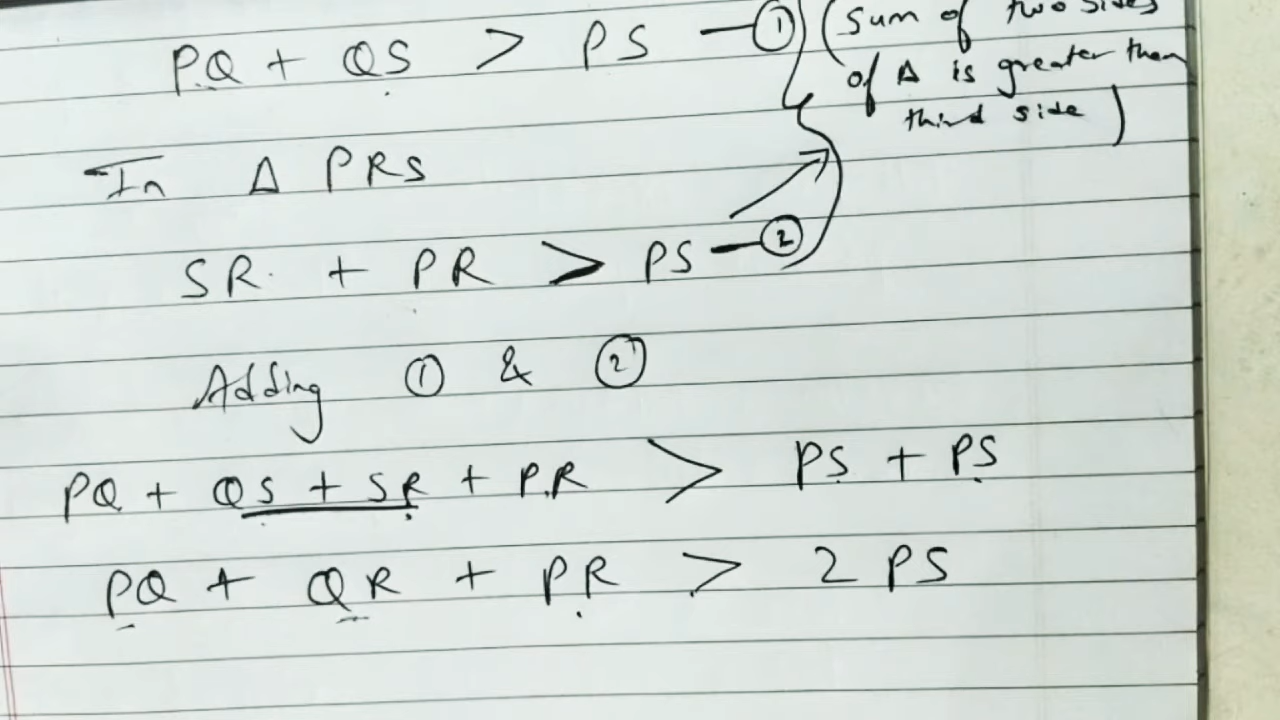 PQ + QS > PS — ① (Sum of two sides
of Δ is greater than
third side)
In Δ PRS
SR + PR > PS — ②
Adding ① & ②
PQ + QS + SR + PR > PS + PS
PQ + QR + PR > 2 PS